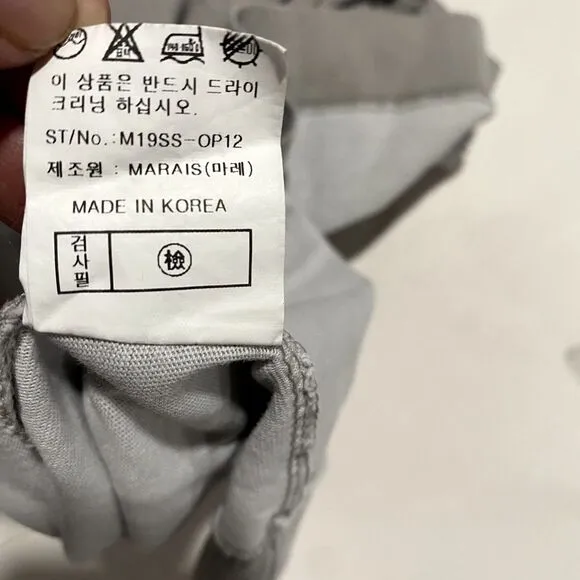 이 상품은 반드시 드라이
크리닝 하십시오.
ST/No.:M19SS-OP12
제조원 : MARAIS(마레)
MADE IN KOREA
검사필
檢